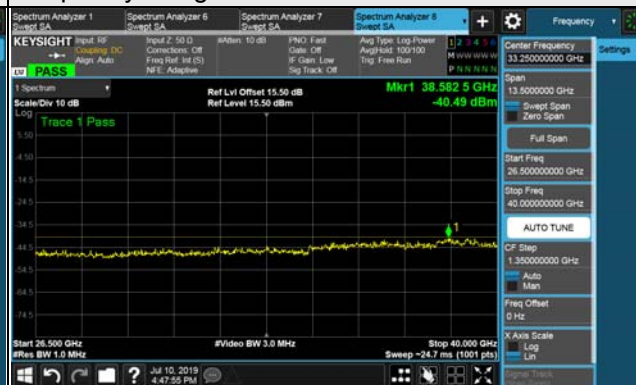 Spectrum Analyzer 1
Swept SA
Spectrum Analyzer 6
Swept SA
Spectrum Analyzer 7
Swept SA
Spectrum Analyzer 8
Swept SA
Frequency
KEYSIGHT
Input: RF
Coupling: DC
Align: Auto
Input Z: 50 Ω
Corrections: Off
Freq Ref: Int (S)
NFE: Adaptive
#Atten: 10 dB
PNO: Fast
Gate: Off
IF Gain: Low
Sig Track: Off
Avg Type: Log-Power
Avg|Hold: 100/100
Trig: Free Run
1 2 3 4 5 6
M W W W W W
P N N N N N
PASS
1 Spectrum
Scale/Div 10 dB
Ref Lvl Offset 15.50 dB
Ref Level 15.50 dBm
Mkr1 38.582 5 GHz
-40.49 dBm
Log
Trace 1 Pass
5.50
-4.50
-14.5
-24.5
-34.5
-44.5
-54.5
-64.5
-74.5
1
Start 26.500 GHz
#Res BW 1.0 MHz
#Video BW 3.0 MHz
Stop 40.000 GHz
Sweep ~24.7 ms (1001 pts)
Jul 10, 2019
4:47:55 PM
Center Frequency
33.250000000 GHz
Settings
Span
13.5000000 GHz
Swept Span
Zero Span
Full Span
Start Freq
26.500000000 GHz
Stop Freq
40.000000000 GHz
AUTO TUNE
CF Step
1.350000000 GHz
Auto
Man
Freq Offset
0 Hz
X Axis Scale
Log
Lin
Signal Track